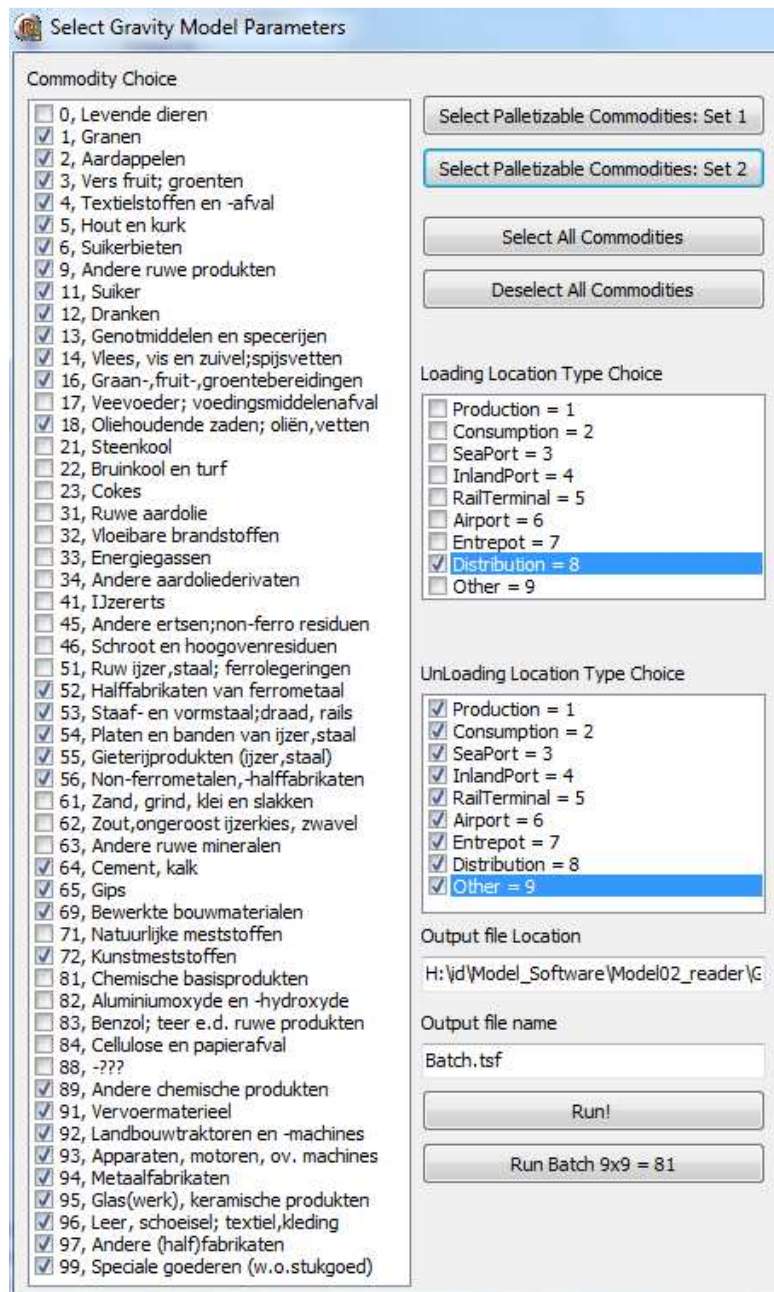 Select Gravity Model Parameters
Commodity Choice
0, Levende dieren
1, Granen
2, Aardappelen
3, Vers fruit; groenten
4, Textielstoffen en -afval
5, Hout en kurk
6, Suikerbieten
9, Andere ruwe produkten
11, Suiker
12, Dranken
13, Genotmiddelen en specerijen
14, Vlees, vis en zuivel;spijsvetten
16, Graan-,fruit-,groentebereidingen
17, Veevoeder; voedingsmiddelenafval
18, Oliehoudende zaden; oliën,vetten
21, Steenkool
22, Bruinkool en turf
23, Cokes
31, Ruwe aardolie
32, Vloeibare brandstoffen
33, Energiegassen
34, Andere aardoliederivaten
41, IJzererts
45, Andere ertsen;non-ferro residuen
46, Schroot en hoogovenresiduen
51, Ruw ijzer,staal; ferrolegeringen
52, Halffabrikaten van ferrometaal
53, Staaf- en vormstaal;draad, rails
54, Platen en banden van ijzer,staal
55, Gieterijprodukten (ijzer,staal)
56, Non-ferrometalen,-halffabrikaten
61, Zand, grind, klei en slakken
62, Zout,ongeroost ijzerkies, zwavel
63, Andere ruwe mineralen
64, Cement, kalk
65, Gips
69, Bewerkte bouwmaterialen
71, Natuurlijke meststoffen
72, Kunstmeststoffen
81, Chemische basisprodukten
82, Aluminiumoxyde en -hydroxyde
83, Benzol; teer e.d. ruwe produkten
84, Cellulose en papierafval
88, -???
89, Andere chemische produkten
91, Vervoermaterieel
92, Landbouwtraktoren en -machines
93, Apparaten, motoren, ov. machines
94, Metaalfabrikaten
95, Glas(werk), keramische produkten
96, Leer, schoeisel; textiel,kleding
97, Andere (half)fabrikaten
99, Speciale goederen (w.o.stukgoed)
Select Palletizable Commodities: Set 1
Select Palletizable Commodities: Set 2
Select All Commodities
Deselect All Commodities
Loading Location Type Choice
Production = 1
Consumption = 2
SeaPort = 3
InlandPort = 4
RailTerminal = 5
Airport = 6
Entrepot = 7
Distribution = 8
Other = 9
UnLoading Location Type Choice
Production = 1
Consumption = 2
SeaPort = 3
InlandPort = 4
RailTerminal = 5
Airport = 6
Entrepot = 7
Distribution = 8
Other = 9
Output file Location
H:\id\Model_Software\Model02_reader\G
Output file name
Batch.tsf
Run!
Run Batch 9x9 = 81